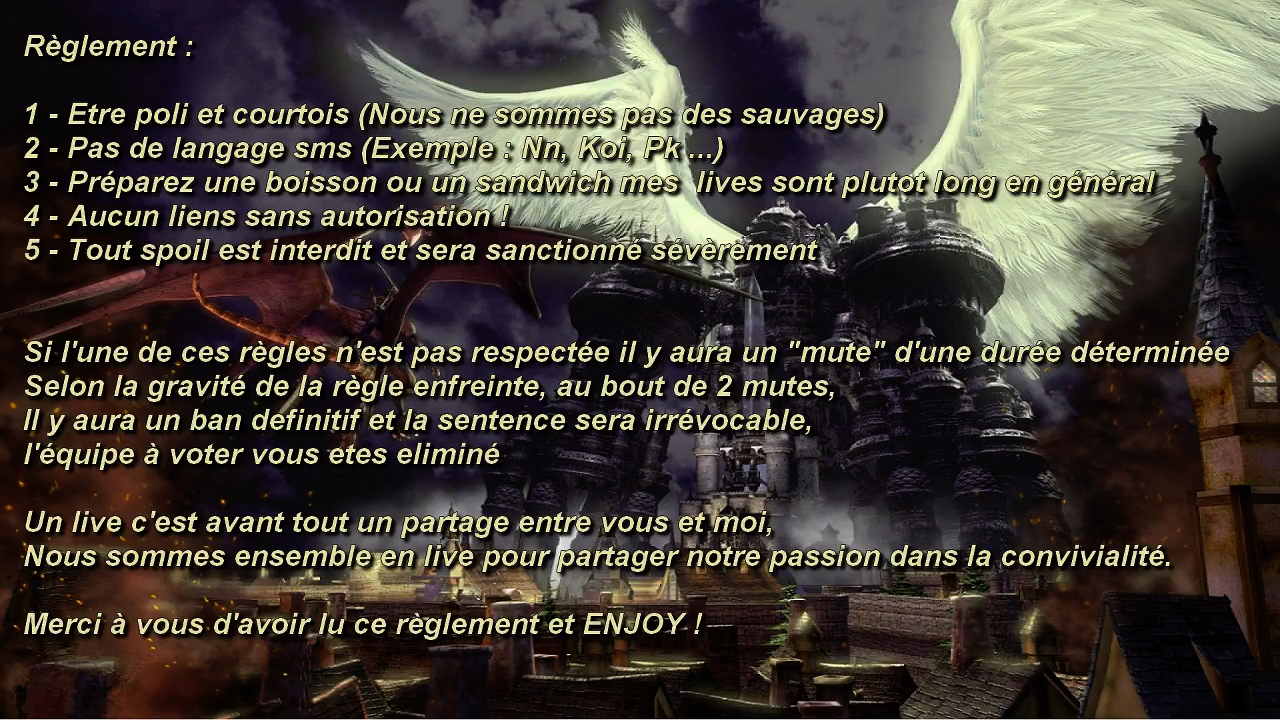 Règlement :
1 - Etre poli et courtois (Nous ne sommes pas des sauvages)
2 - Pas de langage sms (Exemple : Nn, Koi, Pk ...)
3 - Préparez une boisson ou un sandwich mes  lives sont plutot long en général
4 - Aucun liens sans autorisation !
5 - Tout spoil est interdit et sera sanctionné sévèrement
Si l'une de ces règles n'est pas respectée il y aura un "mute" d'une durée déterminée
Selon la gravité de la règle enfreinte, au bout de 2 mutes,
Il y aura un ban definitif et la sentence sera irrévocable,
l'équipe à voter vous etes eliminé
Un live c'est avant tout un partage entre vous et moi,
Nous sommes ensemble en live pour partager notre passion dans la convivialité.
Merci à vous d'avoir lu ce règlement et ENJOY !